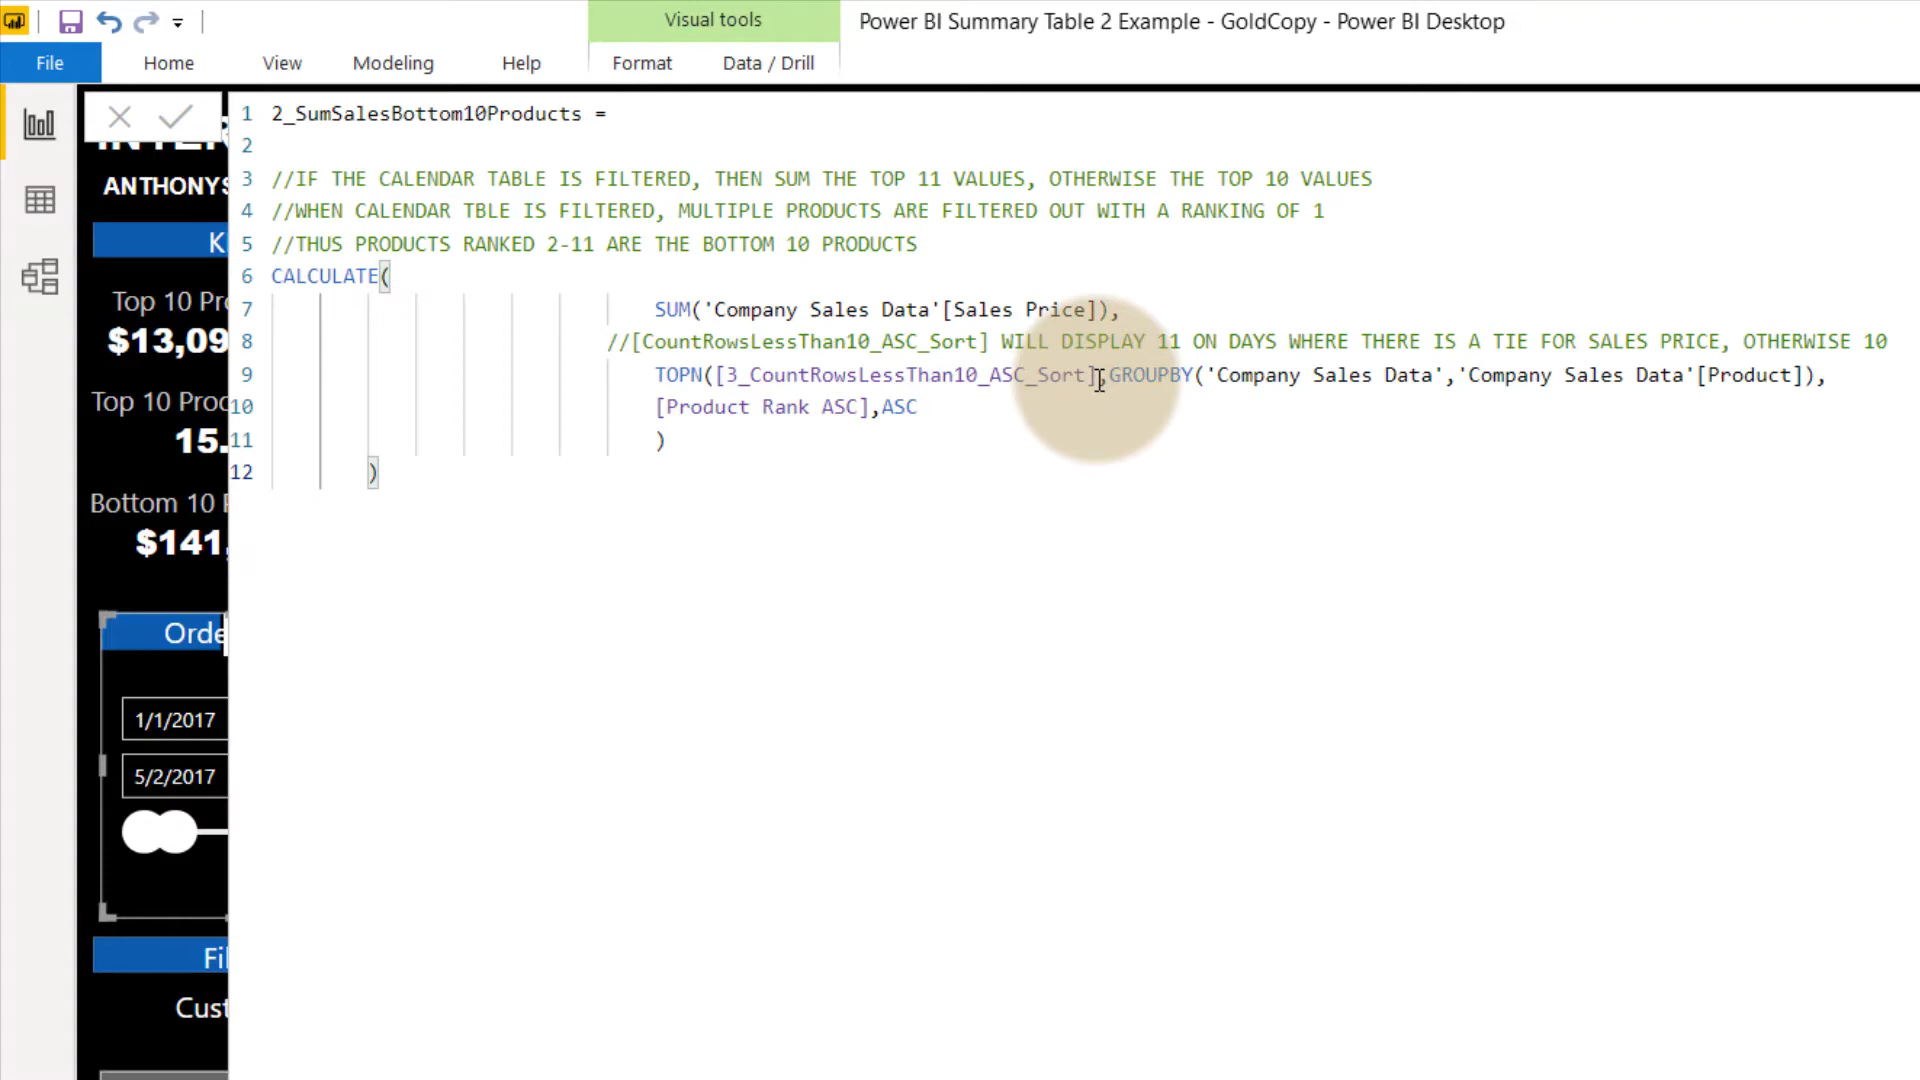 Visual tools
Power BI Summary Table 2 Example - GoldCopy - Power BI Desktop
File Home View Modeling Help Format Data / Drill
1 2_SumSalesBottom10Products =
2
3 //IF THE CALENDAR TABLE IS FILTERED, THEN SUM THE TOP 11 VALUES, OTHERWISE THE TOP 10 VALUES
4 //WHEN CALENDAR TBLE IS FILTERED, MULTIPLE PRODUCTS ARE FILTERED OUT WITH A RANKING OF 1
5 //THUS PRODUCTS RANKED 2-11 ARE THE BOTTOM 10 PRODUCTS
6 CALCULATE(
7 SUM('Company Sales Data'[Sales Price]),
8 //[CountRowsLessThan10_ASC_Sort] WILL DISPLAY 11 ON DAYS WHERE THERE IS A TIE FOR SALES PRICE, OTHERWISE 10
9 TOPN([3_CountRowsLessThan10_ASC_Sort],GROUPBY('Company Sales Data','Company Sales Data'[Product]),
10 [Product Rank ASC],ASC
11 )
12 )
ANTHONYS
K
Top 10 Pr
$13,09
Top 10 Prod
15.
Bottom 10
$141,
Orde
1/1/2017
5/2/2017
Fil
Cust